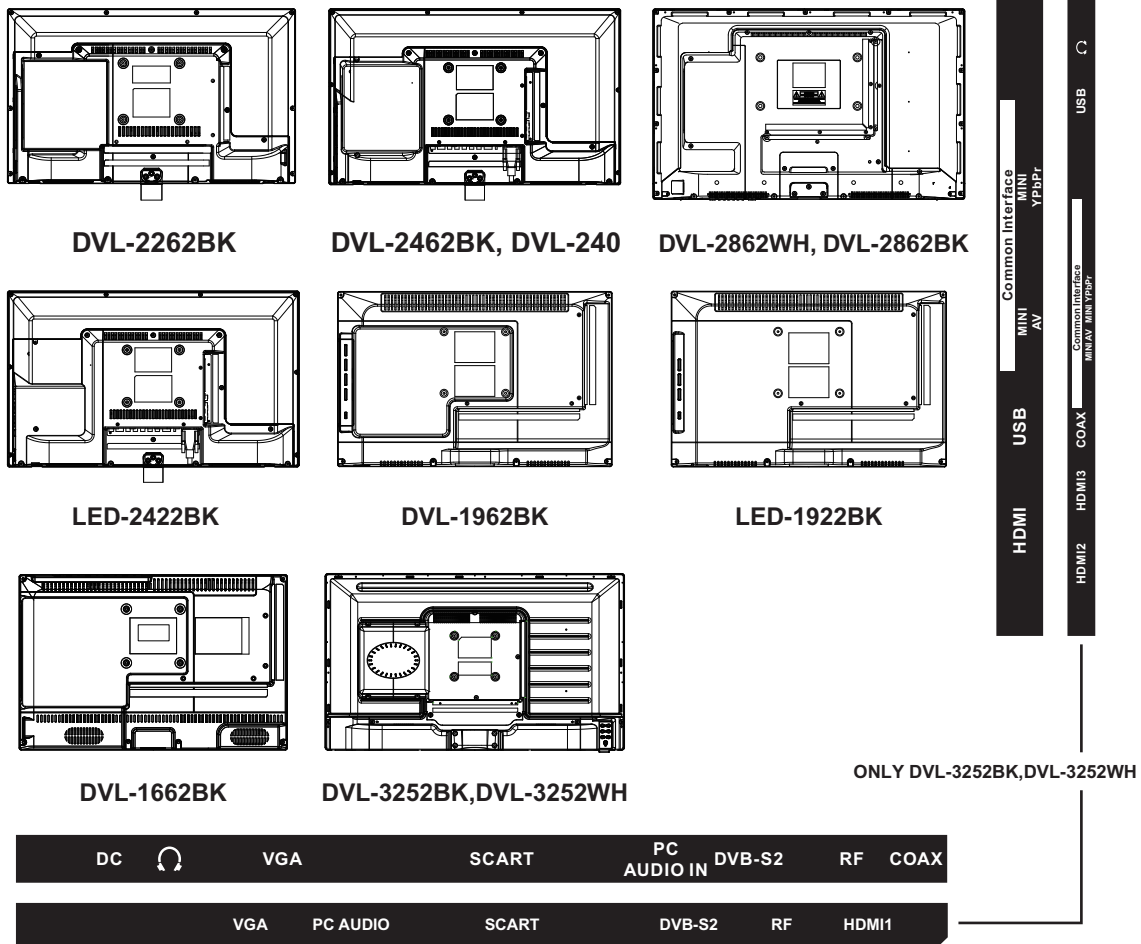 DVL-2262BK
DVL-2462BK, DVL-240
DVL-2862WH, DVL-2862BK
LED-2422BK
DVL-1962BK
LED-1922BK
DVL-1662BK
DVL-3252BK,DVL-3252WH
HDMI
USB
MINI
AV
Common Interface
MINI
YPbPr
HDMI2
HDMI3
COAX
Common Interface
MINI AV MINI YPbPr
USB
ONLY DVL-3252BK,DVL-3252WH
DC
VGA
SCART
PC
AUDIO IN
DVB-S2
RF
COAX
VGA
PC AUDIO
SCART
DVB-S2
RF
HDMI1